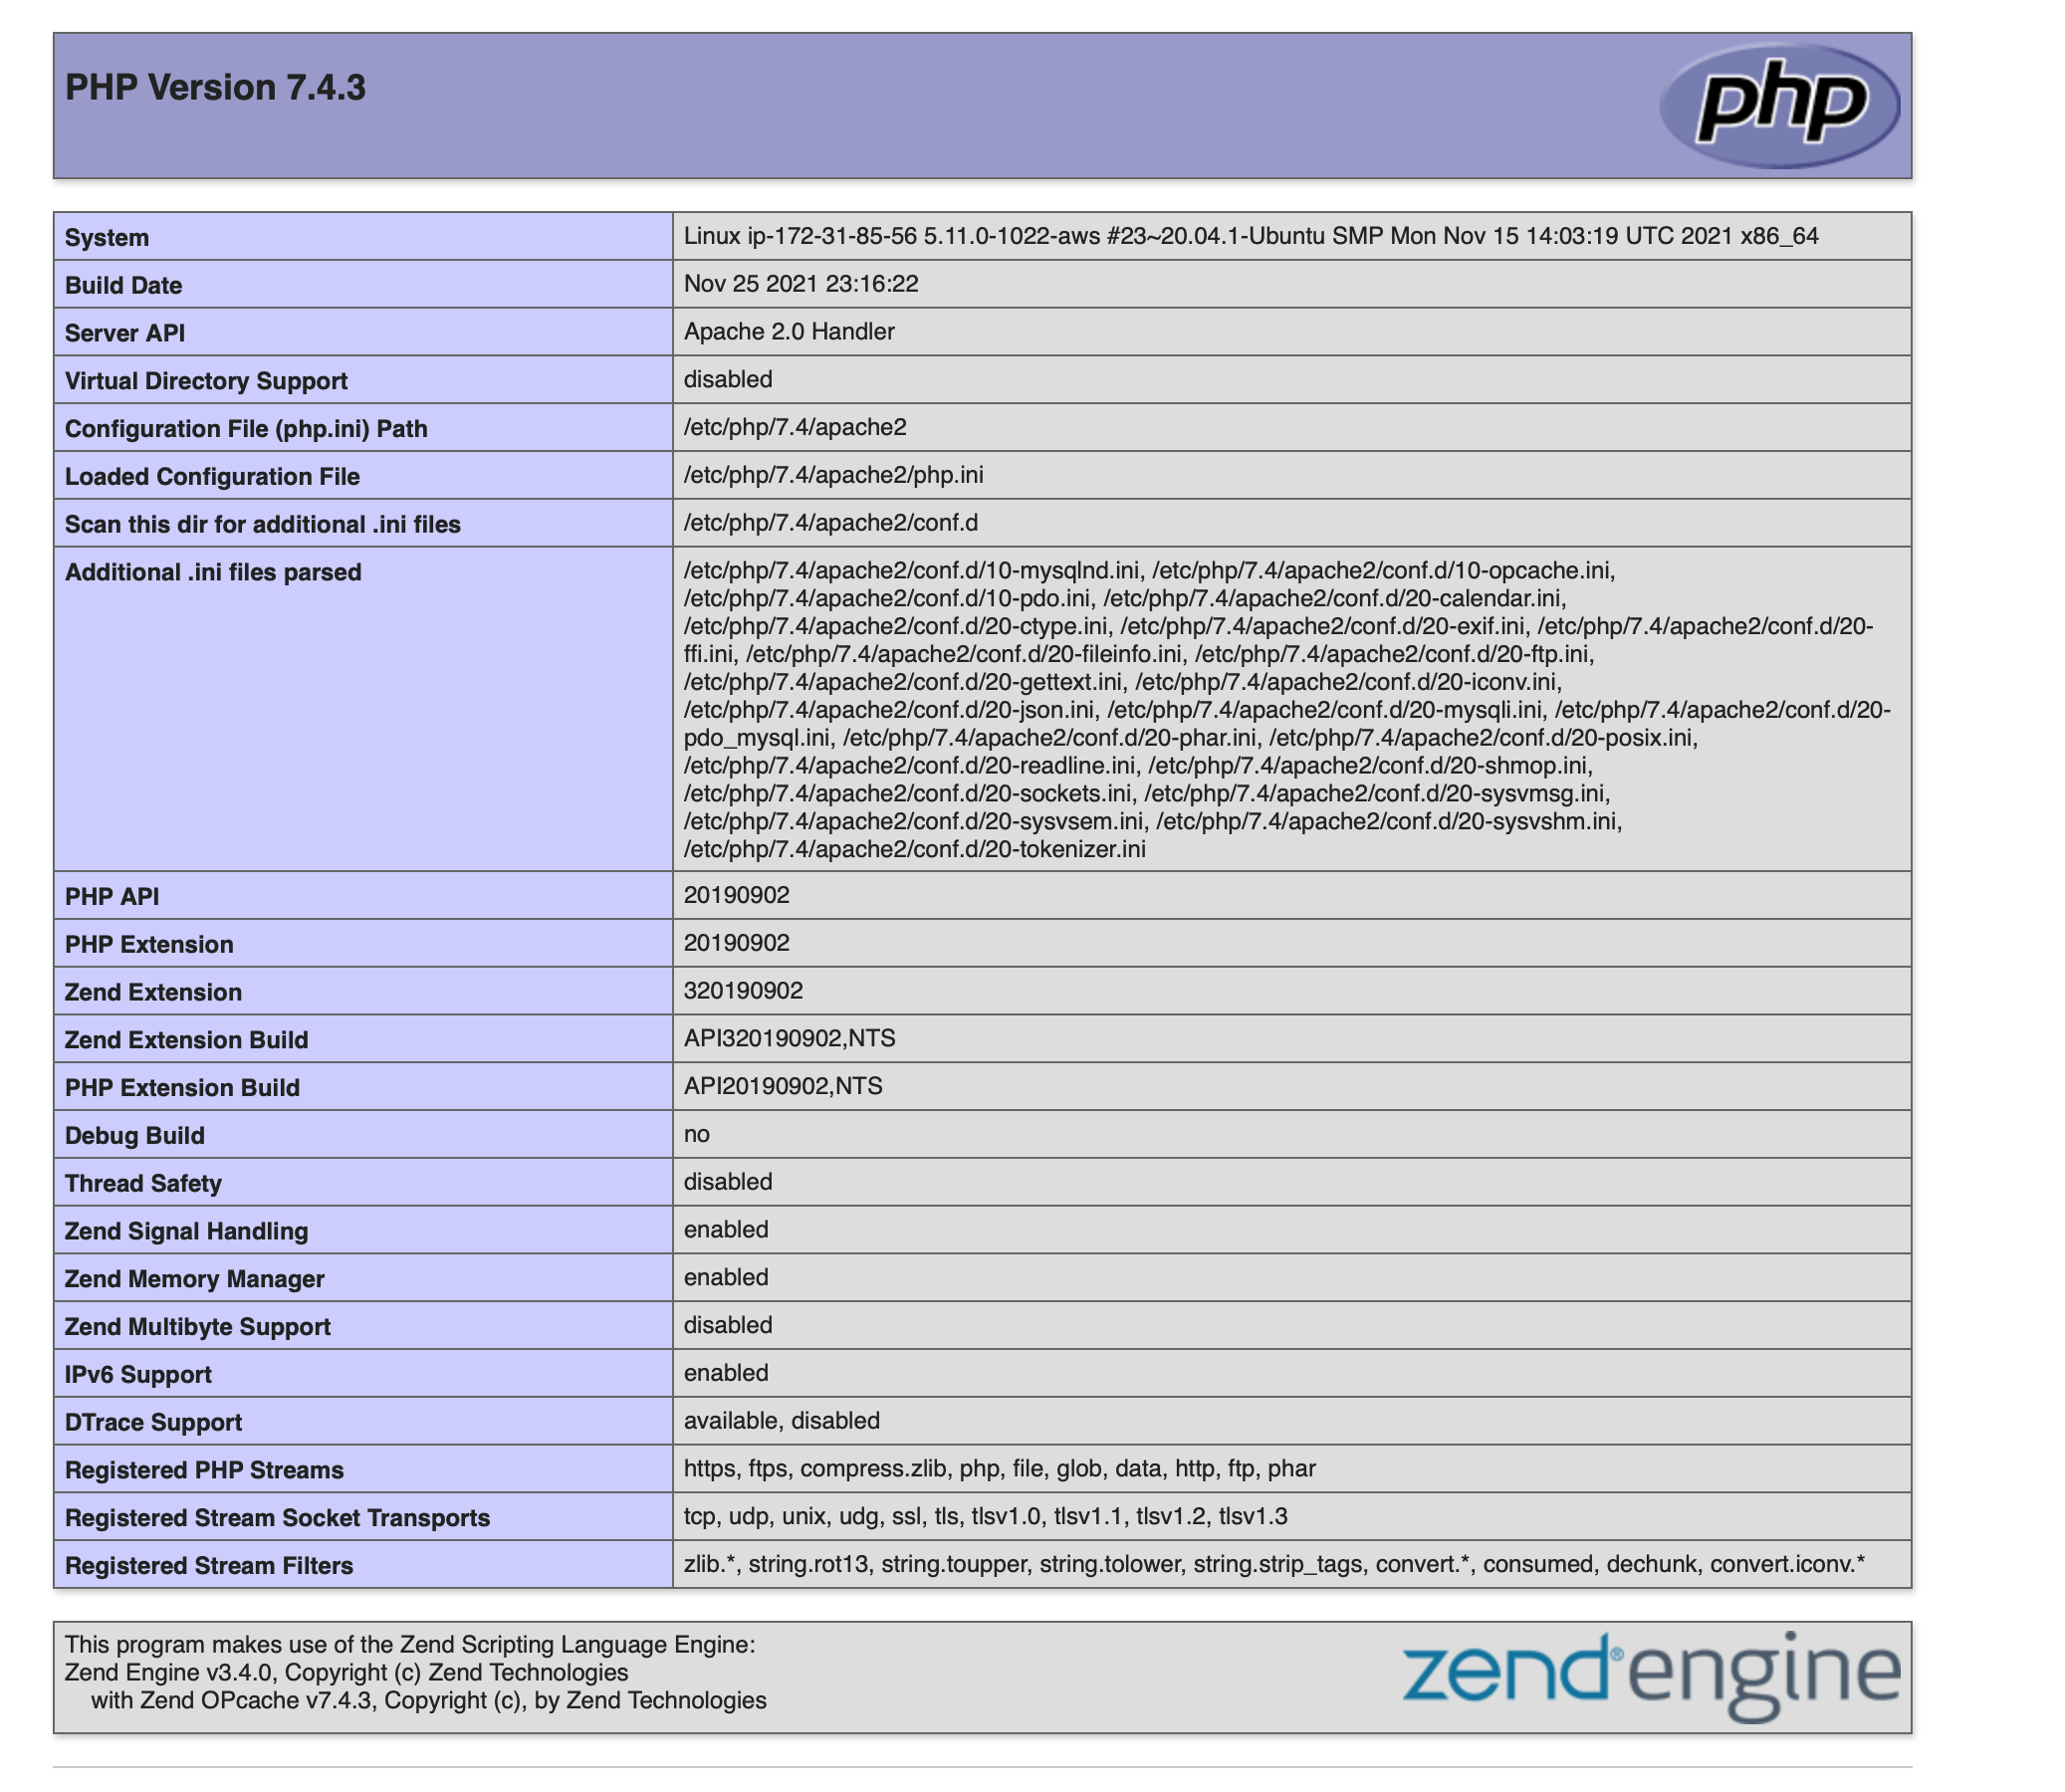 PHP Version 7.4.3
php
System
Linux ip-172-31-85-56 5.11.0-1022-aws #23~20.04.1-Ubuntu SMP Mon Nov 15 14:03:19 UTC 2021 x86_64
Build Date
Nov 25 2021 23:16:22
Server API
Apache 2.0 Handler
Virtual Directory Support
disabled
Configuration File (php.ini) Path
/etc/php/7.4/apache2
Loaded Configuration File
/etc/php/7.4/apache2/php.ini
Scan this dir for additional .ini files
/etc/php/7.4/apache2/conf.d
Additional .ini files parsed
/etc/php/7.4/apache2/conf.d/10-mysqlnd.ini, /etc/php/7.4/apache2/conf.d/10-opcache.ini,
/etc/php/7.4/apache2/conf.d/10-pdo.ini, /etc/php/7.4/apache2/conf.d/20-calendar.ini,
/etc/php/7.4/apache2/conf.d/20-ctype.ini, /etc/php/7.4/apache2/conf.d/20-exif.ini, /etc/php/7.4/apache2/conf.d/20-
ffi.ini, /etc/php/7.4/apache2/conf.d/20-fileinfo.ini, /etc/php/7.4/apache2/conf.d/20-ftp.ini,
/etc/php/7.4/apache2/conf.d/20-gettext.ini, /etc/php/7.4/apache2/conf.d/20-iconv.ini,
/etc/php/7.4/apache2/conf.d/20-json.ini, /etc/php/7.4/apache2/conf.d/20-mysqli.ini, /etc/php/7.4/apache2/conf.d/20-
pdo_mysql.ini, /etc/php/7.4/apache2/conf.d/20-phar.ini, /etc/php/7.4/apache2/conf.d/20-posix.ini,
/etc/php/7.4/apache2/conf.d/20-readline.ini, /etc/php/7.4/apache2/conf.d/20-shmop.ini,
/etc/php/7.4/apache2/conf.d/20-sockets.ini, /etc/php/7.4/apache2/conf.d/20-sysvmsg.ini,
/etc/php/7.4/apache2/conf.d/20-sysvsem.ini, /etc/php/7.4/apache2/conf.d/20-sysvshm.ini,
/etc/php/7.4/apache2/conf.d/20-tokenizer.ini
PHP API
20190902
PHP Extension
20190902
Zend Extension
320190902
Zend Extension Build
API320190902,NTS
PHP Extension Build
API20190902,NTS
Debug Build
no
Thread Safety
disabled
Zend Signal Handling
enabled
Zend Memory Manager
enabled
Zend Multibyte Support
disabled
IPv6 Support
enabled
DTrace Support
available, disabled
Registered PHP Streams
https, ftps, compress.zlib, php, file, glob, data, http, ftp, phar
Registered Stream Socket Transports
tcp, udp, unix, udg, ssl, tls, tlsv1.0, tlsv1.1, tlsv1.2, tlsv1.3
Registered Stream Filters
zlib.*, string.rot13, string.toupper, string.tolower, string.strip_tags, convert.*, consumed, dechunk, convert.iconv.*
This program makes use of the Zend Scripting Language Engine:
Zend Engine v3.4.0, Copyright (c) Zend Technologies
with Zend OPcache v7.4.3, Copyright (c), by Zend Technologies
zend® engine